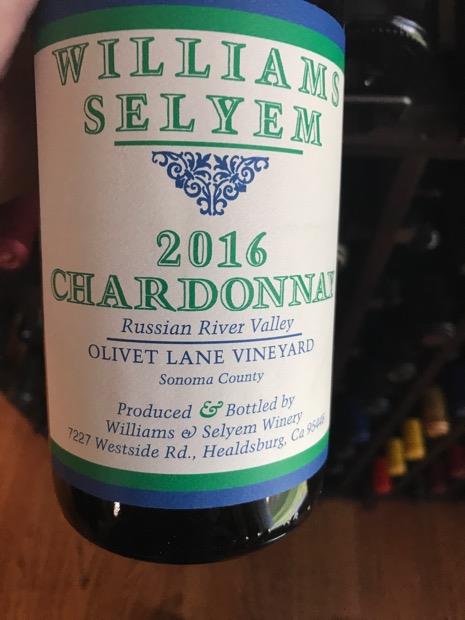 WILLIAMS
SELYEM
2016
CHARDONNAY
Russian River Valley
OLIVET LANE VINEYARD
Sonoma County
Produced & Bottled by
Williams & Selyem Winery
7227 Westside Rd., Healdsburg, Ca